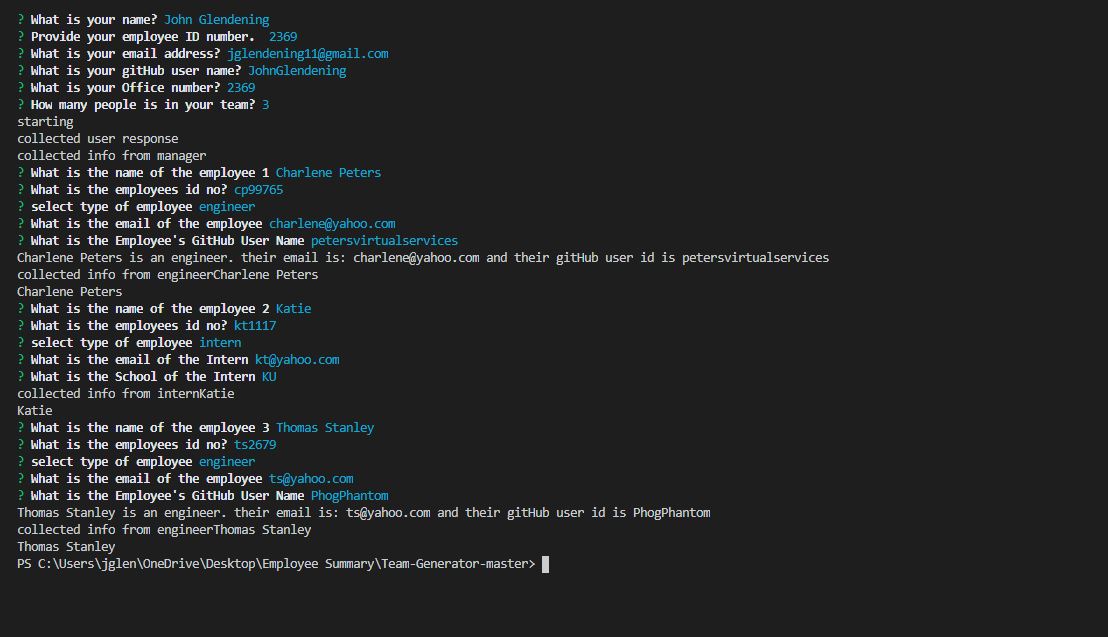 ? What is your name? John Glendening
? Provide your employee ID number.  2369
? What is your email address? jglendening11@gmail.com
? What is your gitHub user name? JohnGlendening
? What is your Office number? 2369
? How many people is in your team? 3
starting
collected user response
collected info from manager
? What is the name of the employee 1 Charlene Peters
? What is the employees id no? cp99765
? select type of employee engineer
? What is the email of the employee charlene@yahoo.com
? What is the Employee's GitHub User Name petersvirtualservices
Charlene Peters is an engineer. their email is: charlene@yahoo.com and their gitHub user id is petersvirtualservices
collected info from engineerCharlene Peters
Charlene Peters
? What is the name of the employee 2 Katie
? What is the employees id no? kt1117
? select type of employee intern
? What is the email of the Intern kt@yahoo.com
? What is the School of the Intern KU
collected info from internKatie
Katie
? What is the name of the employee 3 Thomas Stanley
? What is the employees id no? ts2679
? select type of employee engineer
? What is the email of the employee ts@yahoo.com
? What is the Employee's GitHub User Name PhogPhantom
Thomas Stanley is an engineer. their email is: ts@yahoo.com and their gitHub user id is PhogPhantom
collected info from engineerThomas Stanley
Thomas Stanley
PS C:\Users\jglen\OneDrive\Desktop\Employee Summary\Team-Generator-master>